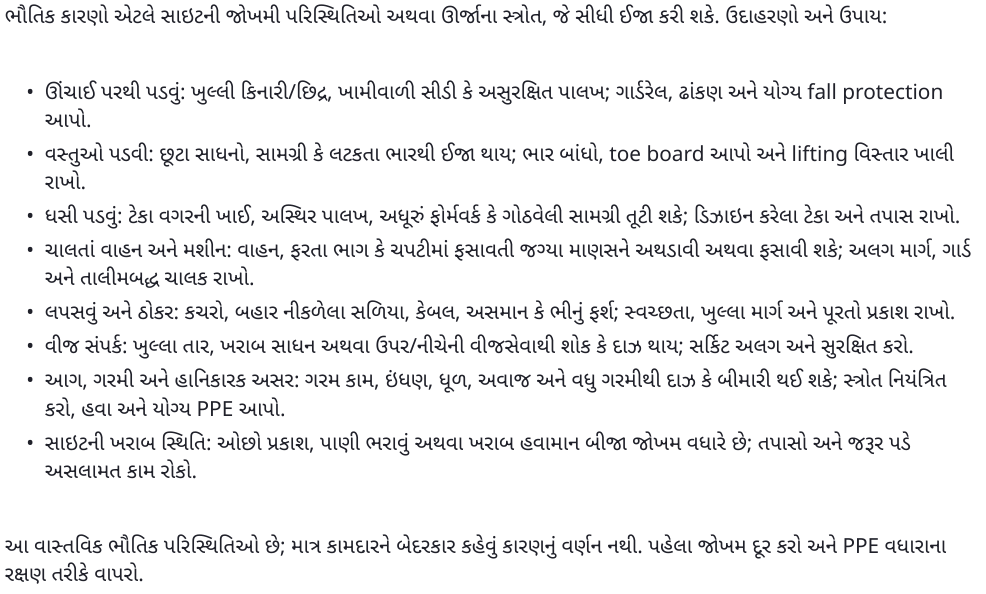 ભૌતિક કારણો એટલે સાઇટની જોખમી પરિસ્થિતિઓ અથવા ઊર્જાના સ્ત્રોત, જે સીધી ઈજા કરી શકે. ઉદાહરણો અને ઉપાય:
• ઊંચાઈ પરથી પડવું: ખુલ્લી કિનારી/છિદ્ર, ખામીવાળી સીડી કે અસુરક્ષિત પાલખ; ગાર્ડરેલ, ઢાંકણ અને યોગ્ય fall protection
આપો.
• વસ્તુઓ પડવી: છૂટા સાધનો, સામગ્રી કે લટકતા ભારથી ઈજા થાય; ભાર બાંધો, toe board આપો અને lifting વિસ્તાર ખાલી
રાખો.
• ધસી પડવું: ટેકા વગરની ખાઈ, અસ્થિર પાલખ, અધૂરું ફોર્મવર્ક કે ગોઠવેલી સામગ્રી તૂટી શકે; ડિઝાઇન કરેલા ટેકા અને તપાસ રાખો.
• ચાલતાં વાહન અને મશીન: વાહન, ફરતા ભાગ કે ચપટીમાં ફસાવતી જગ્યા માણસને અથડાવી અથવા ફસાવી શકે; અલગ માર્ગ, ગાર્ડ
અને તાલીમબદ્ધ ચાલક રાખો.
• લપસવું અને ઠોકર: કચરો, બહાર નીકળેલા સળિયા, કેબલ, અસમાન કે ભીનું ફર્શ; સ્વચ્છતા, ખુલ્લા માર્ગ અને પૂરતો પ્રકાશ રાખો.
• વીજ સંપર્ક: ખુલ્લા તાર, ખરાબ સાધન અથવા ઉપર/નીચેની વીજસેવાથી શોક કે દાઝ થાય; સર્કિટ અલગ અને સુરક્ષિત કરો.
• આગ, ગરમી અને હાનિકારક અસર: ગરમ કામ, ઇંધણ, ધૂળ, અવાજ અને વધુ ગરમીથી દાઝ કે બીમારી થઈ શકે; સ્ત્રોત નિયંત્રિત
કરો, હવા અને યોગ્ય PPE આપો.
• સાઇટની ખરાબ સ્થિતિ: ઓછો પ્રકાશ, પાણી ભરાવું અથવા ખરાબ હવામાન બીજા જોખમ વધારે છે; તપાસો અને જરૂર પડે
અસલામત કામ રોકો.
આ વાસ્તવિક ભૌતિક પરિસ્થિતિઓ છે; માત્ર કામદારને બેદરકાર કહેવું કારણનું વર્ણન નથી. પહેલા જોખમ દૂર કરો અને PPE વધારાના
રક્ષણ તરીકે વાપરો.